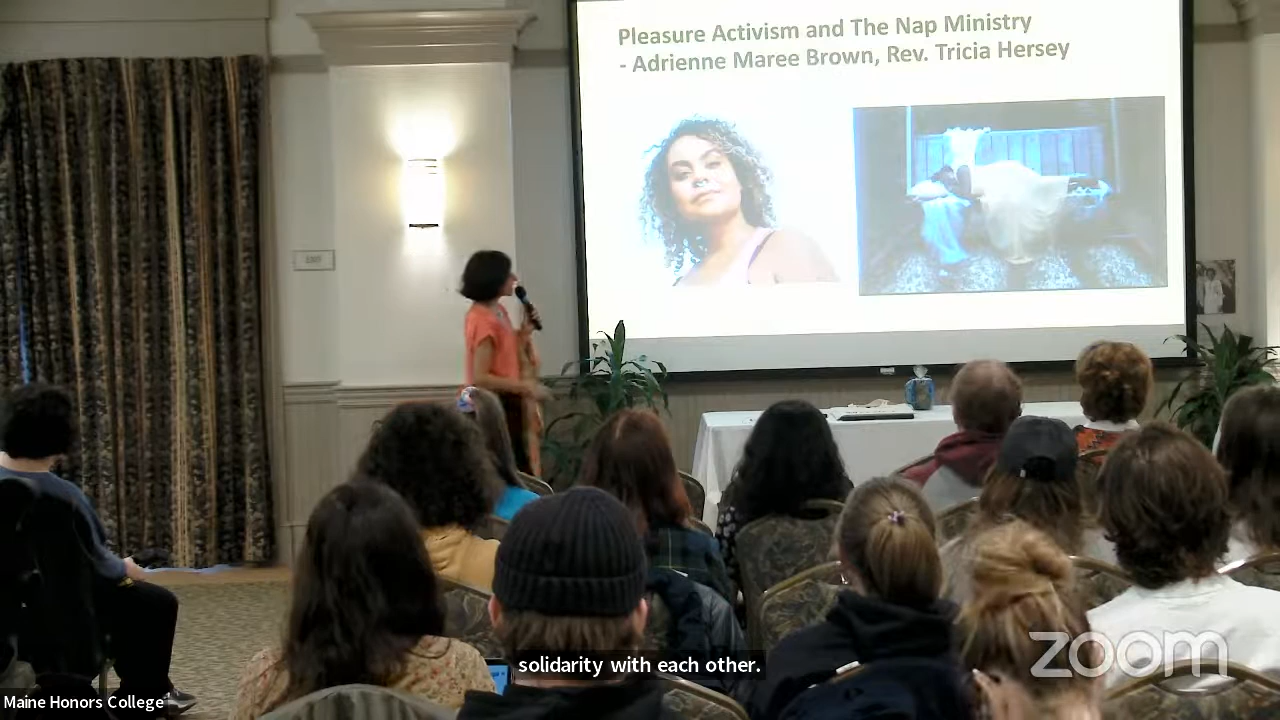 Pleasure Activism and The Nap Ministry
- Adrienne Maree Brown, Rev. Tricia Hersey
EXIT
solidarity with each other.
zoom
Maine Honors College